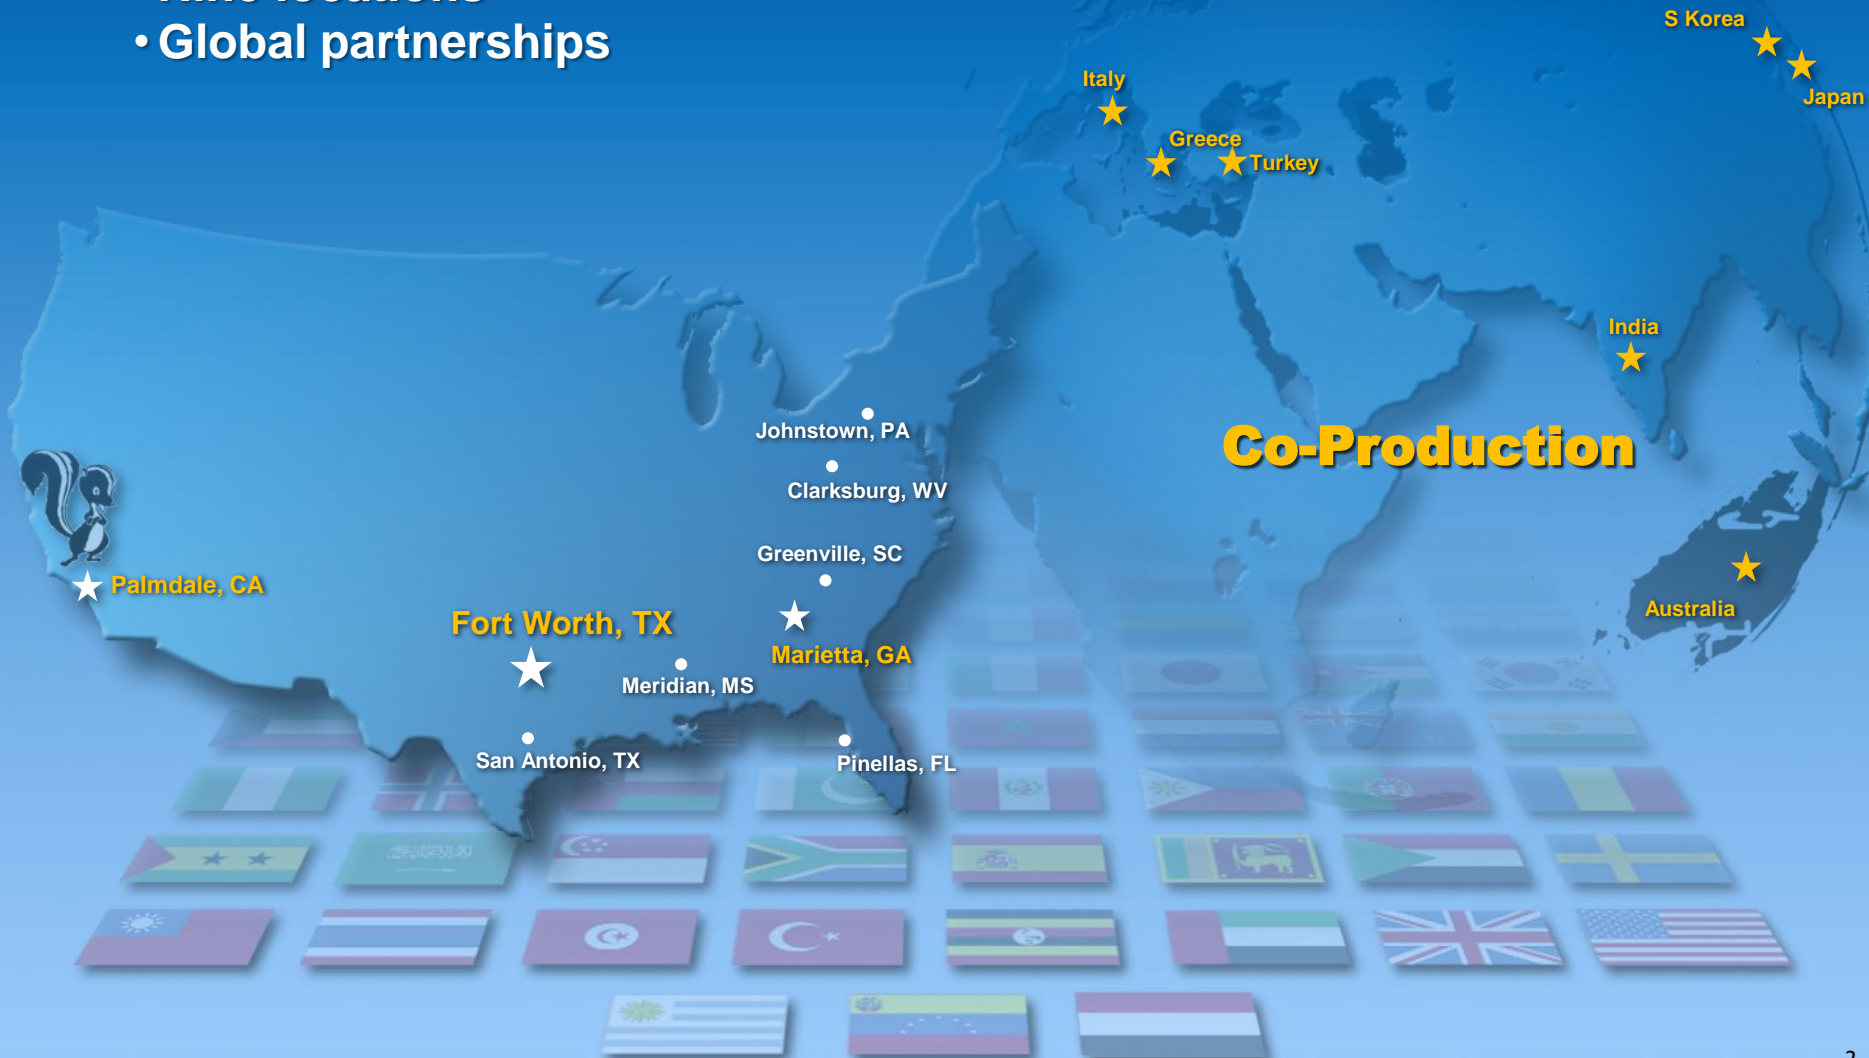 • Global partnerships
S Korea
Japan
Italy
Greece
Turkey
India
Co-Production
Australia
Johnstown, PA
Clarksburg, WV
Greenville, SC
Palmdale, CA
Fort Worth, TX
Marietta, GA
Meridian, MS
San Antonio, TX
Pinellas, FL